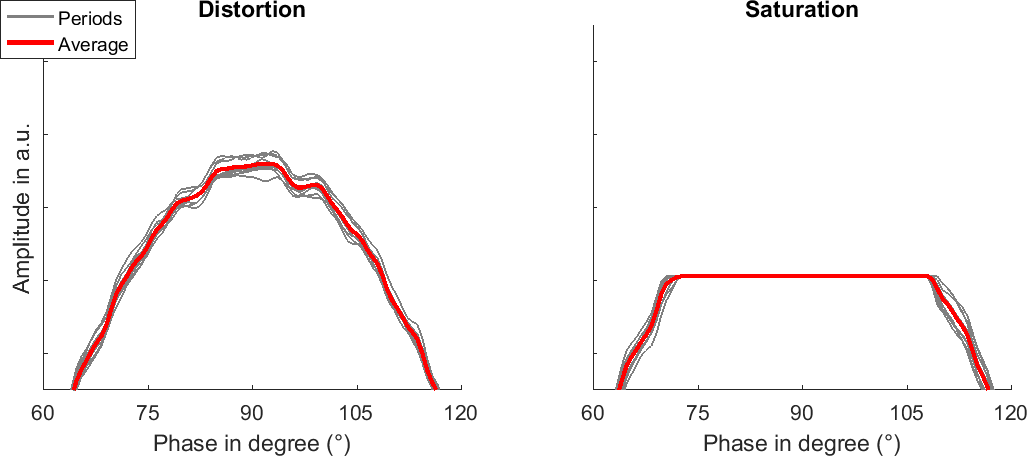 Distortion
Saturation
Periods
Average
Amplitude in a.u.
60 75 90 105 120
60 75 90 105 120
Phase in degree (°)
Phase in degree (°)